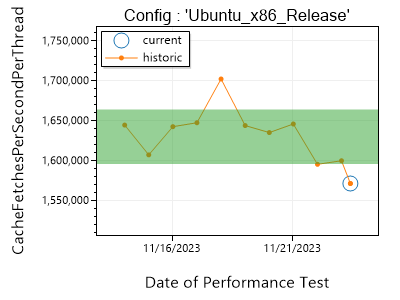 Config : 'Ubuntu_x86_Release'
CacheFetchesPerSecondPerThread
1,750,000
1,700,000
1,650,000
1,600,000
1,550,000
current
historic
11/16/2023
11/21/2023
Date of Performance Test